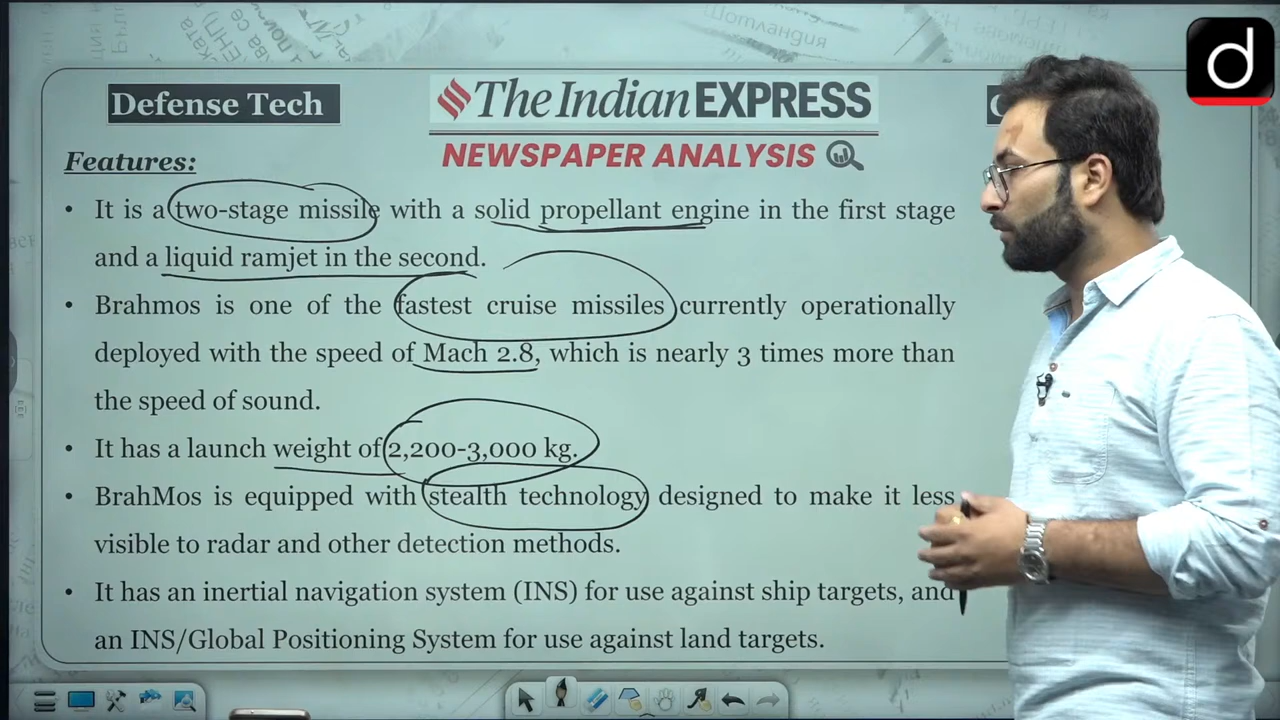 Шотландия
d
Defense Tech
The Indian EXPRESS
NEWSPAPER ANALYSIS
Features:
• It is a two-stage missile with a solid propellant engine in the first stage
and a liquid ramjet in the second.
• Brahmos is one of the fastest cruise missiles currently operationally
deployed with the speed of Mach 2.8, which is nearly 3 times more than
the speed of sound.
• It has a launch weight of 2,200-3,000 kg.
• BrahMos is equipped with stealth technology designed to make it less
visible to radar and other detection methods.
• It has an inertial navigation system (INS) for use against ship targets, and
an INS/Global Positioning System for use against land targets.